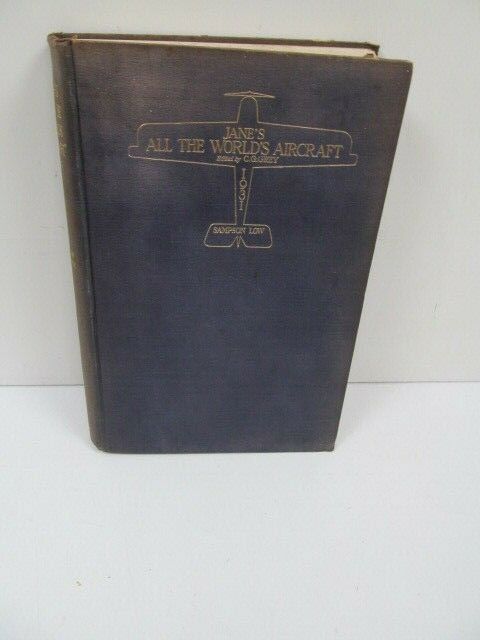 JANE'S
ALL THE WORLD'S AIRCRAFT
Edited by C.G.GREY
1931
SAMPSON LOW